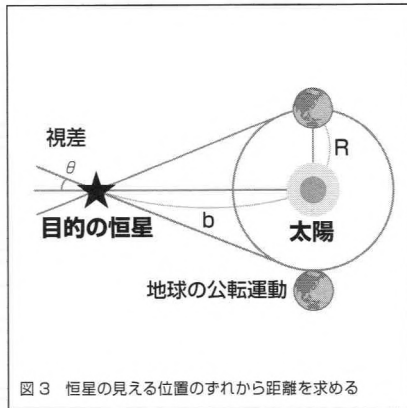 視差
θ
R
目的の恒星
b
太陽
地球の公転運動
図3 恒星の見える位置のずれから距離を求める